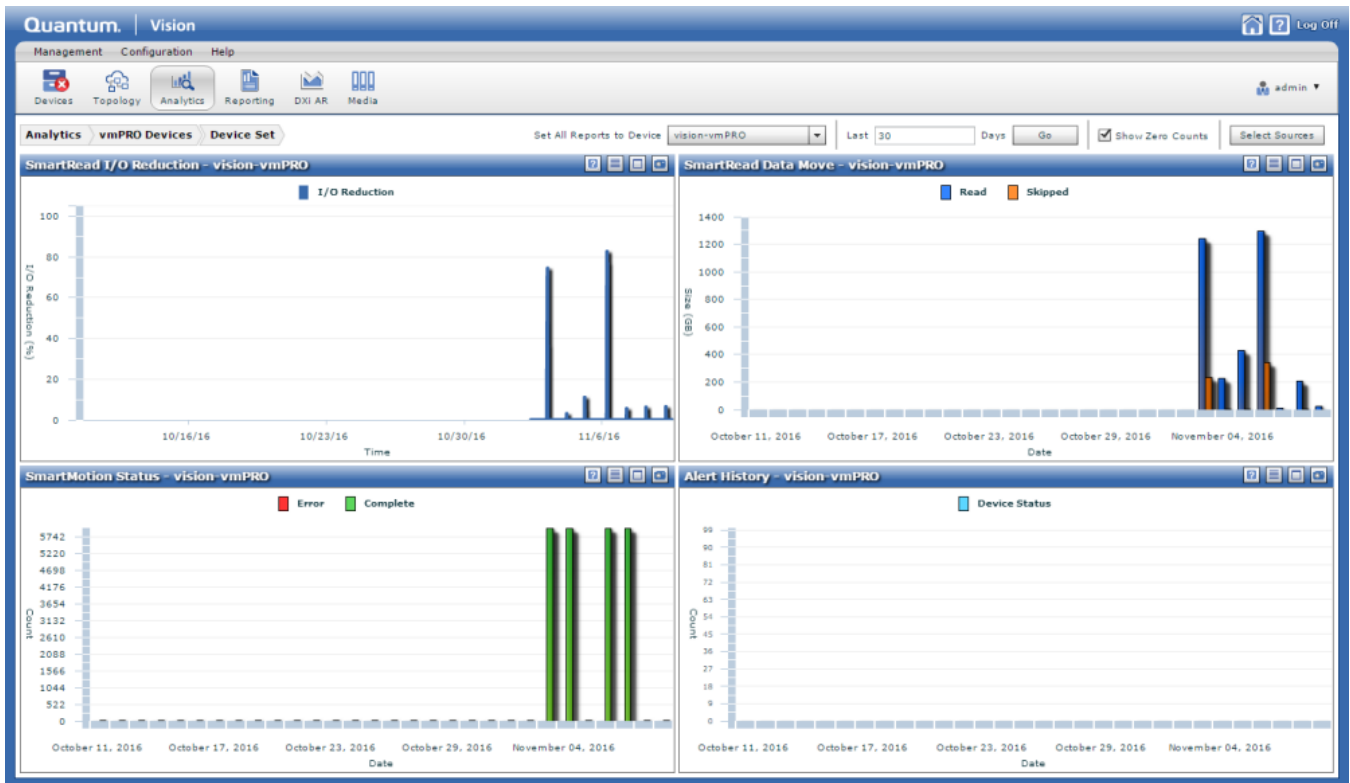 Quantum. Vision
Log Off
Management Configuration Help
Devices Topology Analytics Reporting DXI AR Media
admin
Analytics vmPRO Devices Device Set
Set All Reports to Device vision-vmPRO Last 30 Days Go Show Zero Counts Select Sources
SmartRead I/O Reduction - vision-vmPRO
I/O Reduction
100
80
60
40
20
0
I/O Reduction (%)
10/16/16 10/23/16 10/30/16 11/6/16
Time
SmartRead Data Move - vision-vmPRO
Read Skipped
1400
1200
1000
800
600
400
200
0
Size (GB)
October 11, 2016 October 17, 2016 October 23, 2016 October 29, 2016 November 04, 2016
Date
SmartMotion Status - vision-vmPRO
Error Complete
5742
5220
4698
4176
3654
3132
2610
2088
1566
1044
522
0
Count
October 11, 2016 October 17, 2016 October 23, 2016 October 29, 2016 November 04, 2016
Date
Alert History - vision-vmPRO
Device Status
99
90
81
72
63
54
45
36
27
18
9
0
Count
October 11, 2016 October 17, 2016 October 23, 2016 October 29, 2016 November 04, 2016
Date